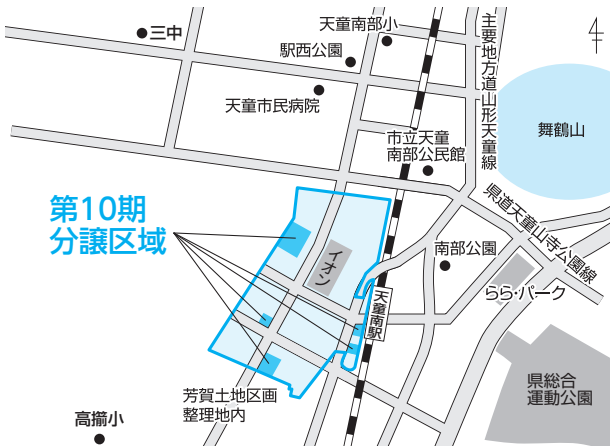 天童南部小
三中
駅西公園
天童市民病院
主要地方道山形天童線
舞鶴山
市立天童
南部公民館
第10期
分譲区域
県道天童山寺公園線
南部公園
イオン
らら・パーク
天童南駅
県総合
運動公園
芳賀土地区画
整理地内
高擶小